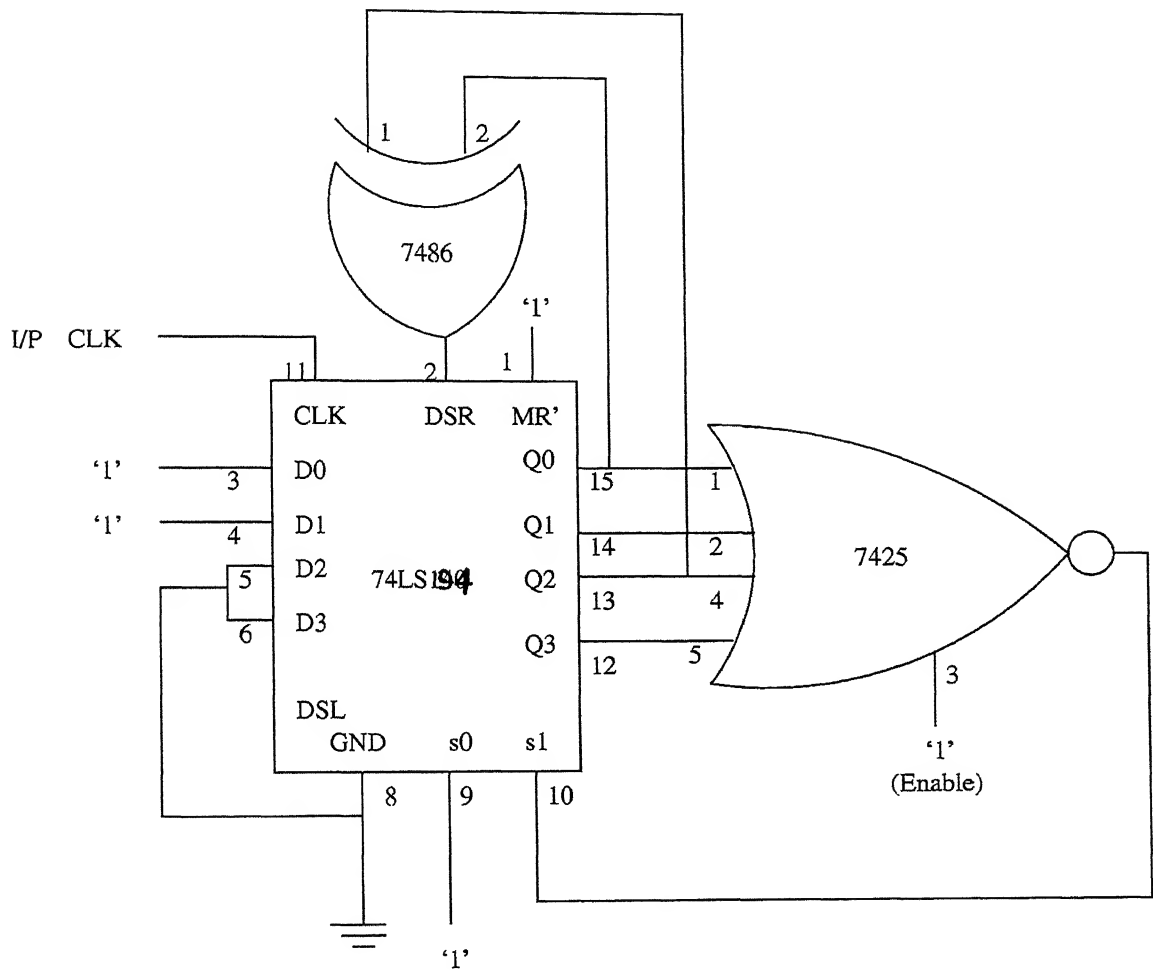 1 2
7486
'1'
I/P CLK
11 2 1
CLK DSR MR'
'1' 3 D0 Q0 15 1
'1' 4 D1 Q1 14 2
5 D2 Q2 13 4
7425
6 D3 Q3 12 5
3
DSL
'1'
GND s0 s1
(Enable)
8 9 10
'1'